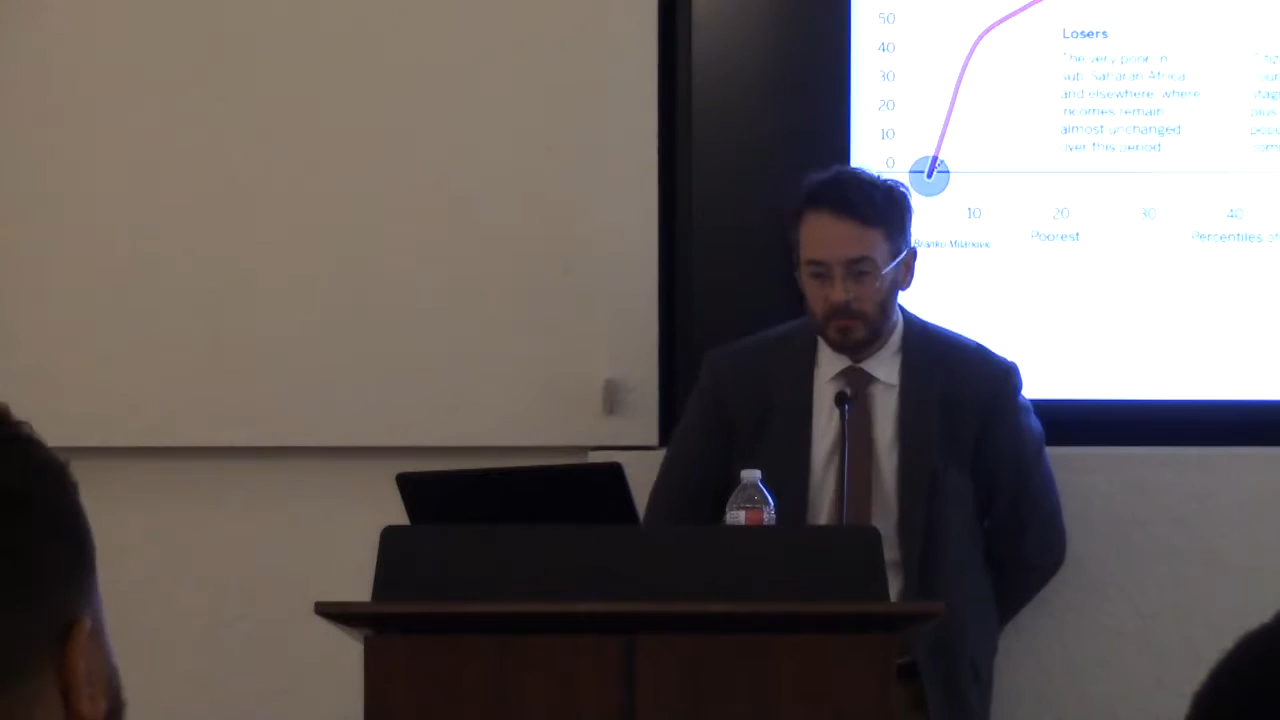 50
40
30
20
10
0
Losers
The very poor in
sub-Saharan Africa
and elsewhere, where
incomes remain
almost unchanged
over this period.
10 20 30 40
Branko Milanovic
Poorest
Percentiles of